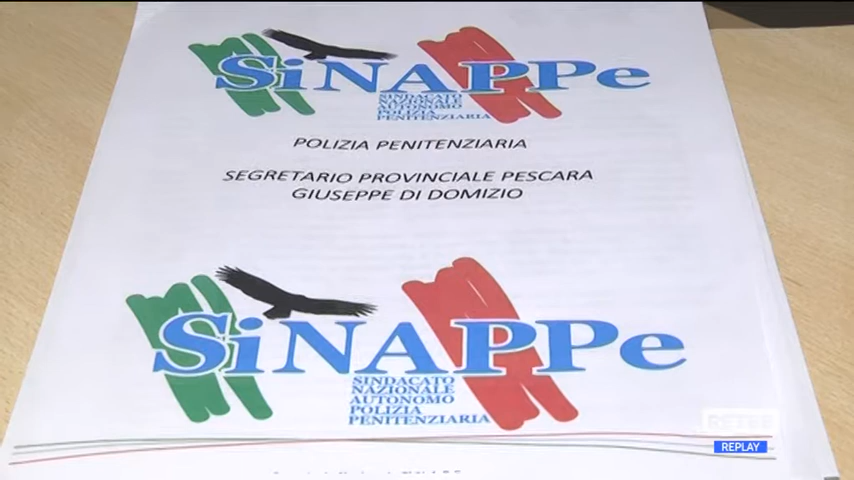 SiNAPPe
SINDACATO
NAZIONALE
AUTONOMO
POLIZIA
PENITENZIARIA
POLIZIA PENITENZIARIA
SEGRETARIO PROVINCIALE PESCARA
GIUSEPPE DI DOMIZIO
SiNAPPe
SINDACATO
NAZIONALE
AUTONOMO
POLIZIA
PENITENZIARIA
RETE8
REPLAY